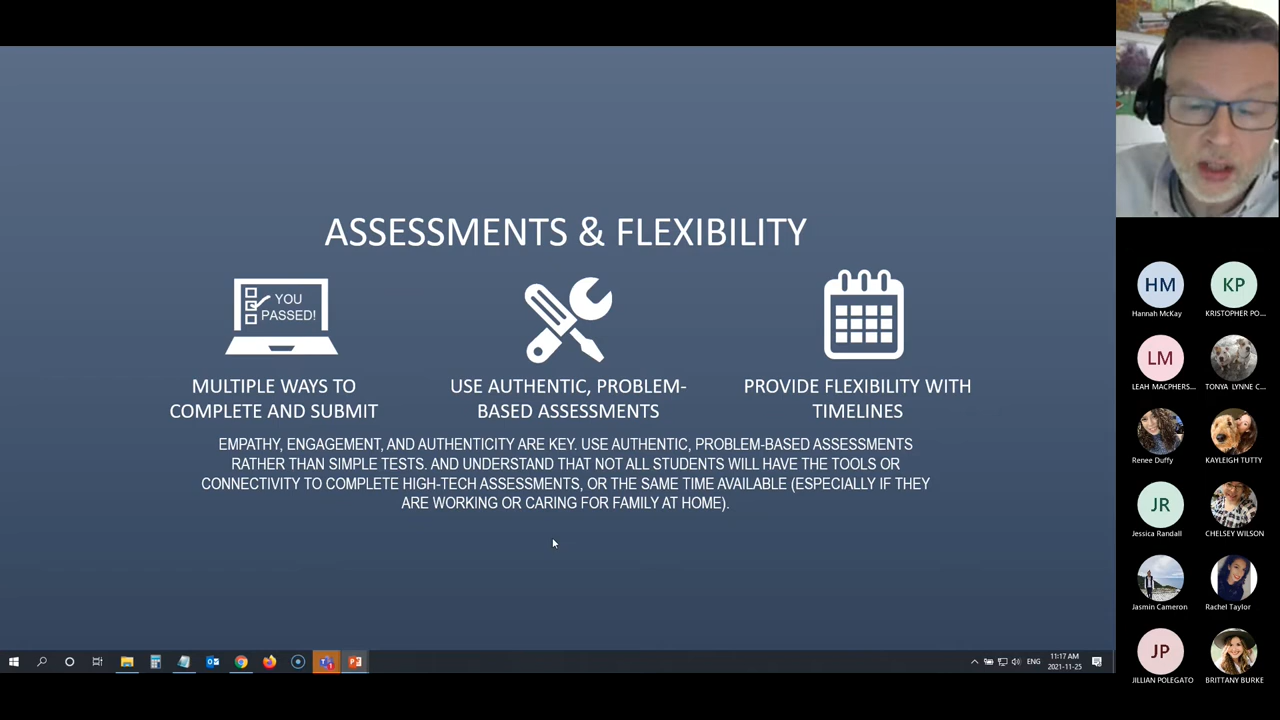 ASSESSMENTS & FLEXIBILITY
YOU
PASSED!
MULTIPLE WAYS TO
COMPLETE AND SUBMIT
USE AUTHENTIC, PROBLEM-
BASED ASSESSMENTS
PROVIDE FLEXIBILITY WITH
TIMELINES
EMPATHY, ENGAGEMENT, AND AUTHENTICITY ARE KEY. USE AUTHENTIC, PROBLEM-BASED ASSESSMENTS
RATHER THAN SIMPLE TESTS. AND UNDERSTAND THAT NOT ALL STUDENTS WILL HAVE THE TOOLS OR
CONNECTIVITY TO COMPLETE HIGH-TECH ASSESSMENTS, OR THE SAME TIME AVAILABLE (ESPECIALLY IF THEY
ARE WORKING OR CARING FOR FAMILY AT HOME).
HM
Hannah McKay
KP
KRISTOPHER PO...
LM
LEAH MACPHERS...
TONYA LYNNE C...
Renee Duffy
KAYLEIGH TUTTY
JR
Jessica Randall
CHELSEY WILSON
Jasmin Cameron
Rachel Taylor
JP
JILLIAN POLEGATO
BRITTANY BURKE
ENG
11:17 AM
2021-11-25